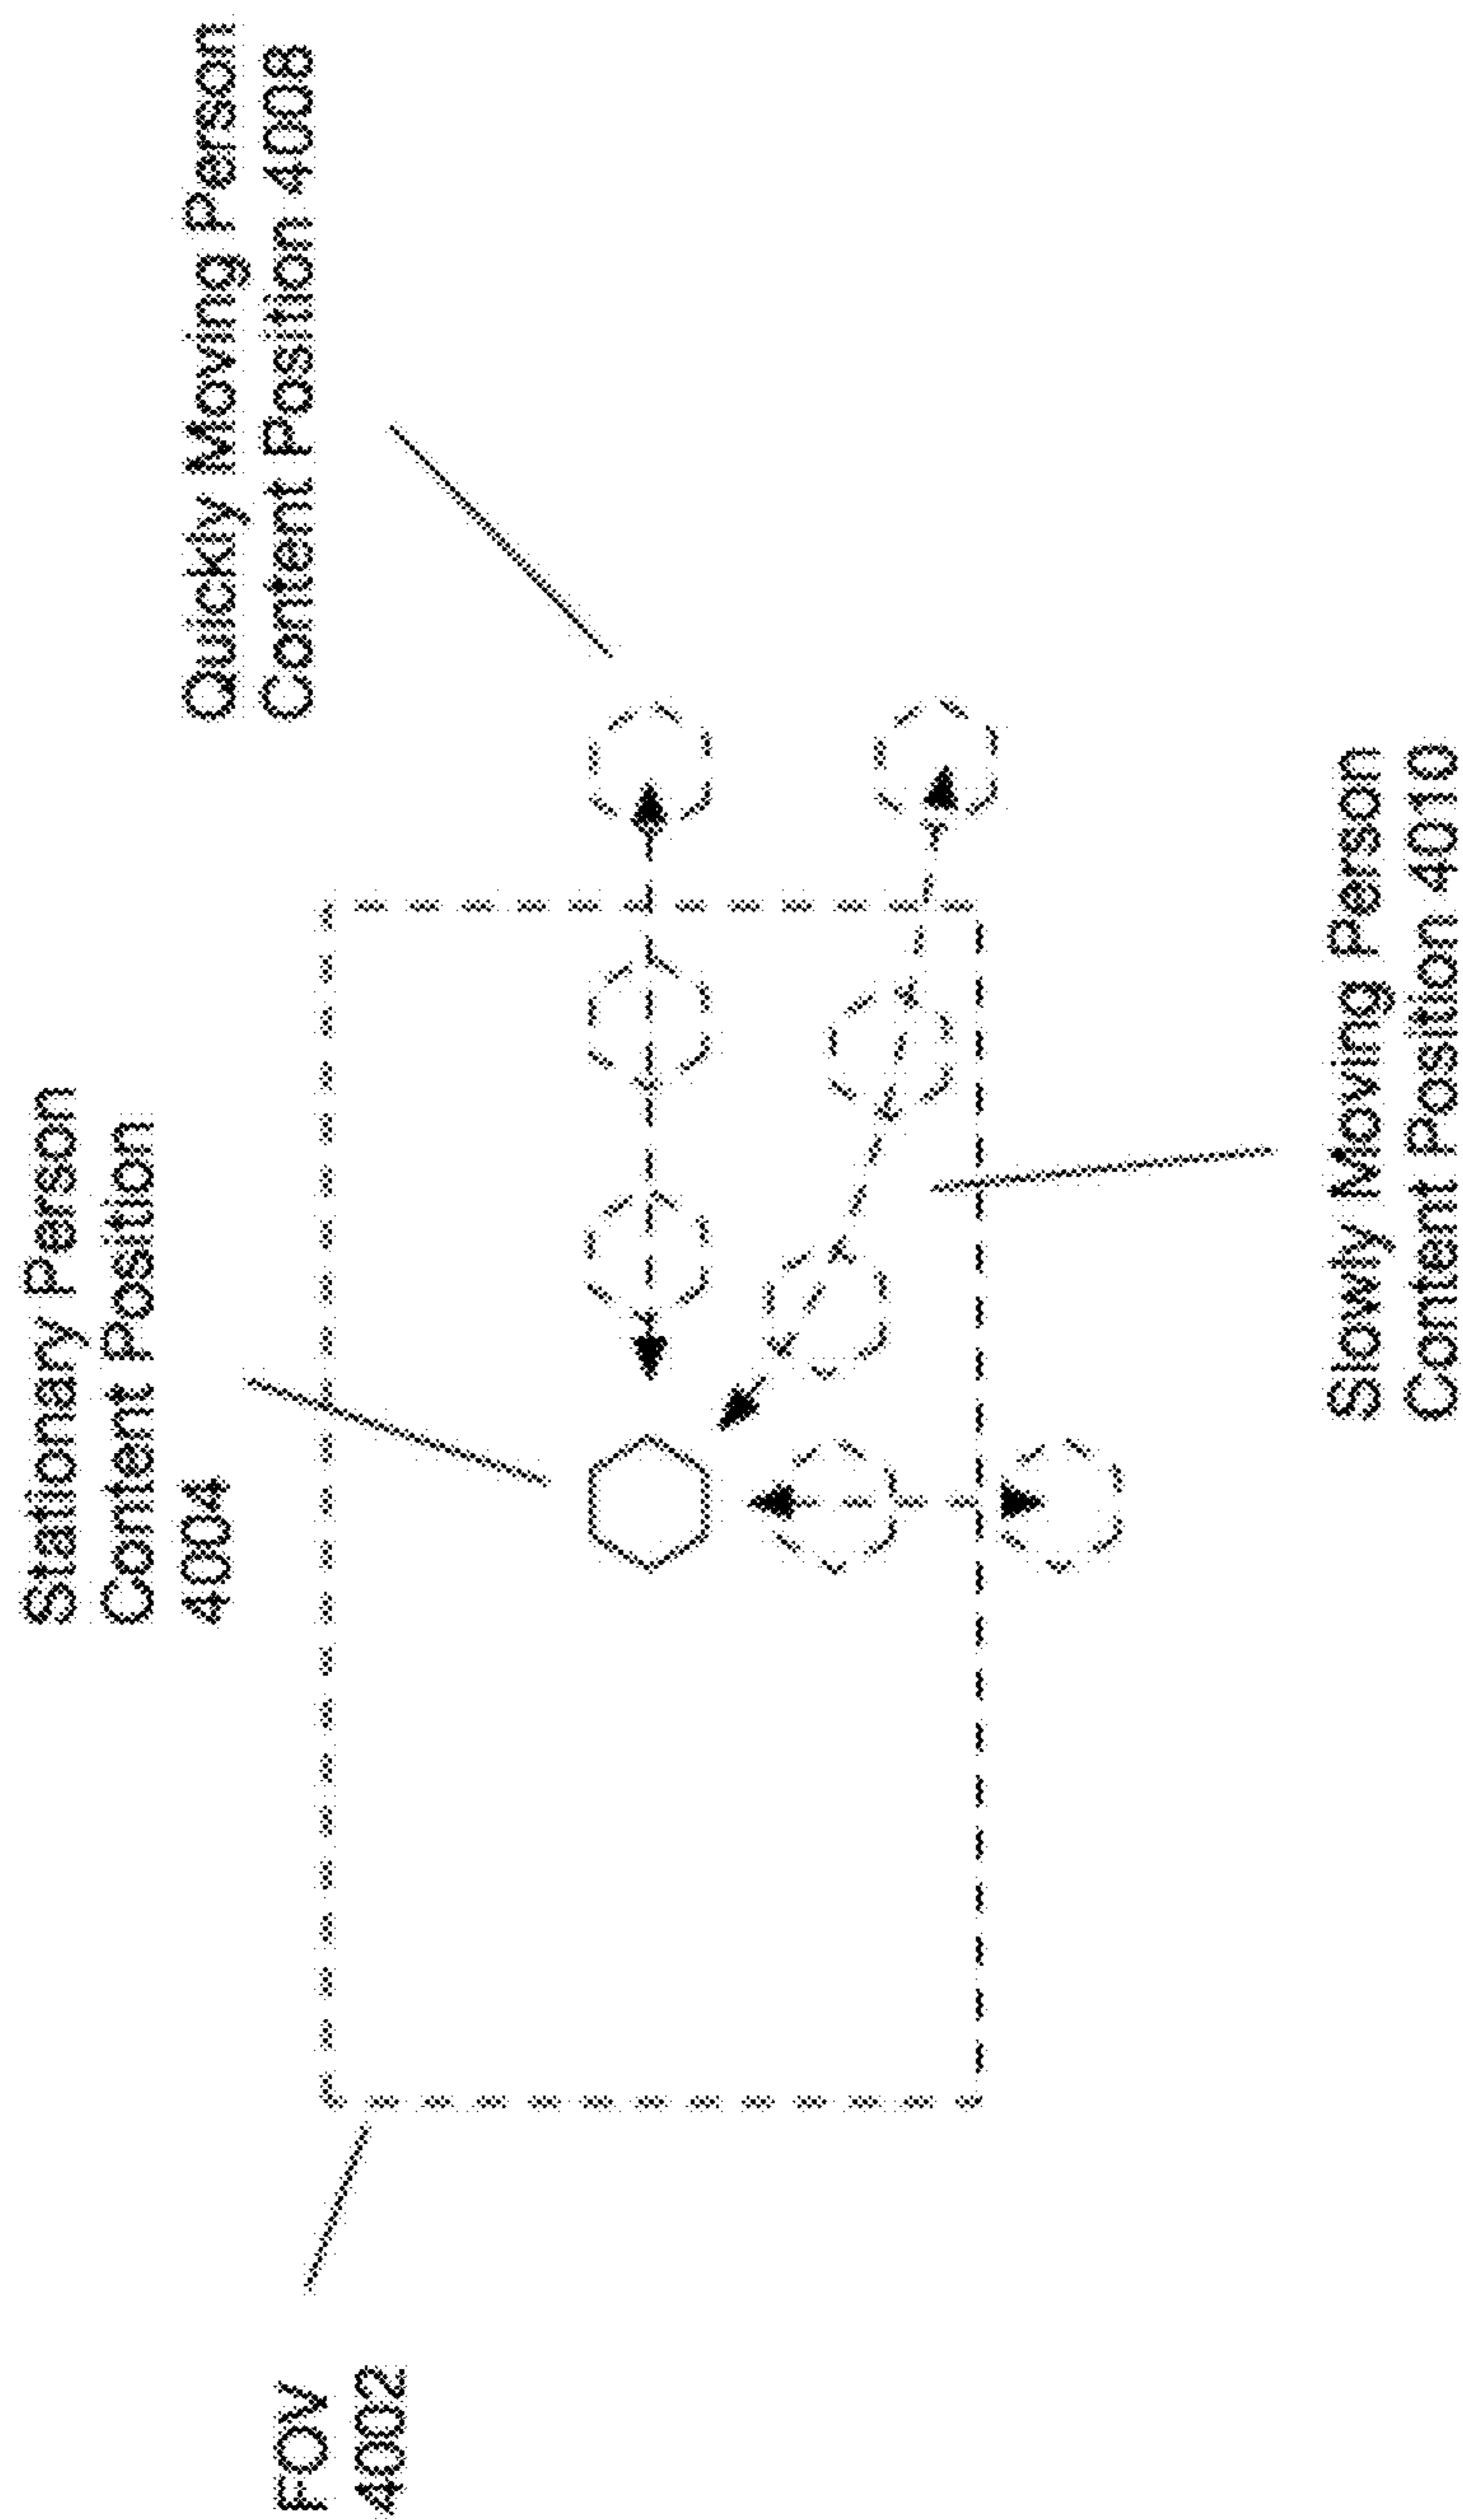 Stationary Person
Content Position
4004
Quickly Moving Person
Content Position 4008
FOV
4002
Slowly Moving Person
Content Position 4010